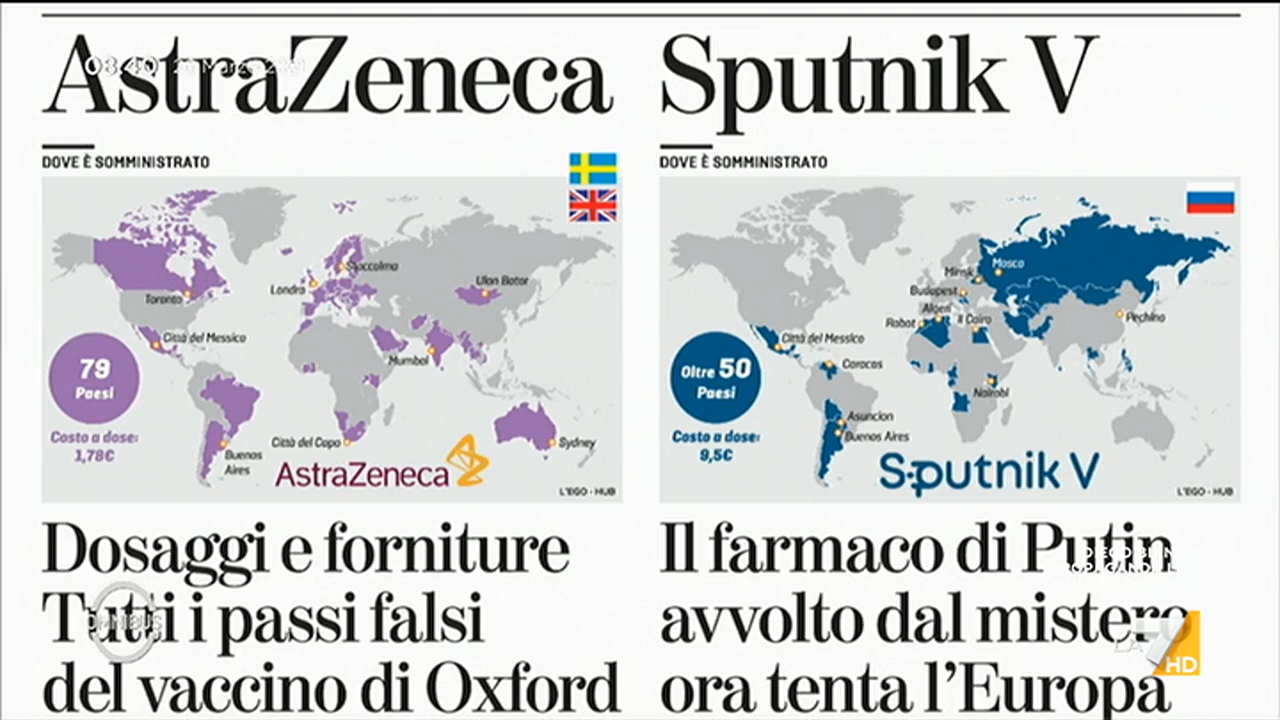 AstraZeneca
Sputnik V
08:40
DOVE È SOMMINISTRATO
DOVE È SOMMINISTRATO
Stoccolma
Londra
Ulan Bator
Toronto
Città del Messico
Mumbai
79
Paesi
Costo a dose:
1,78€
Città del Capo
Buenos
Aires
Sydney
AstraZeneca
L'EGO - HUB
Mosca
Minsk
Budapest
Algeri
Rabat
Il Cairo
Pechino
Città del Messico
Caracas
Nairobi
Oltre 50
Paesi
Costo a dose:
9,5€
Asuncion
Buenos Aires
Sputnik V
L'EGO - HUB
Dosaggi e forniture
Tutti i passi falsi
del vaccino di Oxford
Il farmaco di Putin
avvolto dal mistero
ora tenta l'Europa
OMNIBUS
LA7
HD